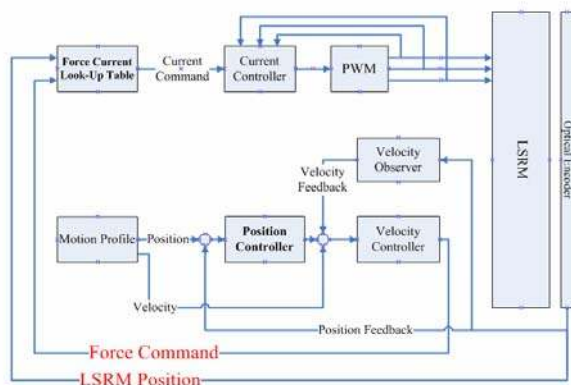 Force Current
Look-Up Table
Current
Command
Current
Controller
PWM
LSRM
Optical Encoder
Velocity
Observer
Velocity
Feedback
Motion Profile
Position
Position
Controller
Velocity
Controller
Velocity
Position Feedback
Force Command
LSRM Position